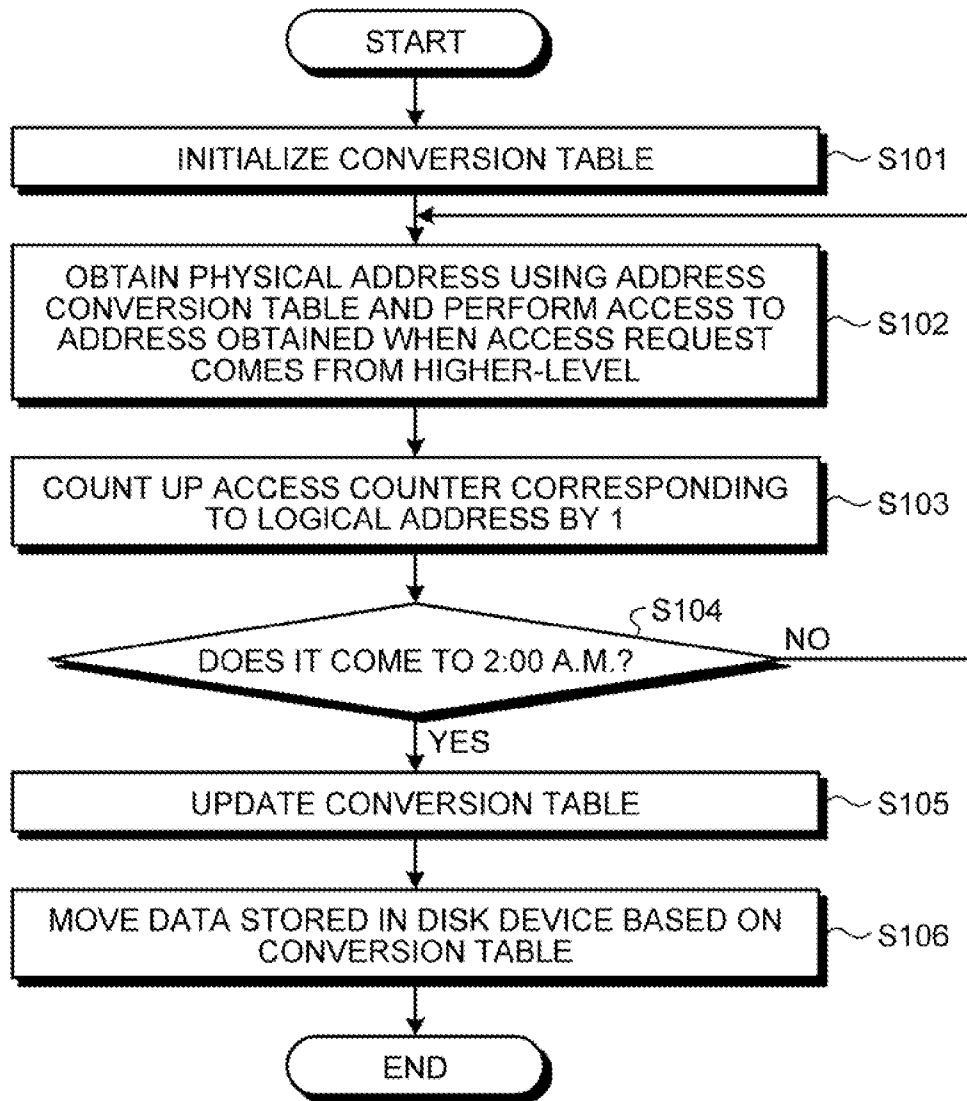 START
INITIALIZE CONVERSION TABLE
S101
OBTAIN PHYSICAL ADDRESS USING ADDRESS
CONVERSION TABLE AND PERFORM ACCESS TO
ADDRESS OBTAINED WHEN ACCESS REQUEST
COMES FROM HIGHER-LEVEL
S102
COUNT UP ACCESS COUNTER CORRESPONDING
TO LOGICAL ADDRESS BY 1
S103
S104
DOES IT COME TO 2:00 A.M.?
NO
YES
UPDATE CONVERSION TABLE
S105
MOVE DATA STORED IN DISK DEVICE BASED ON
CONVERSION TABLE
S106
END